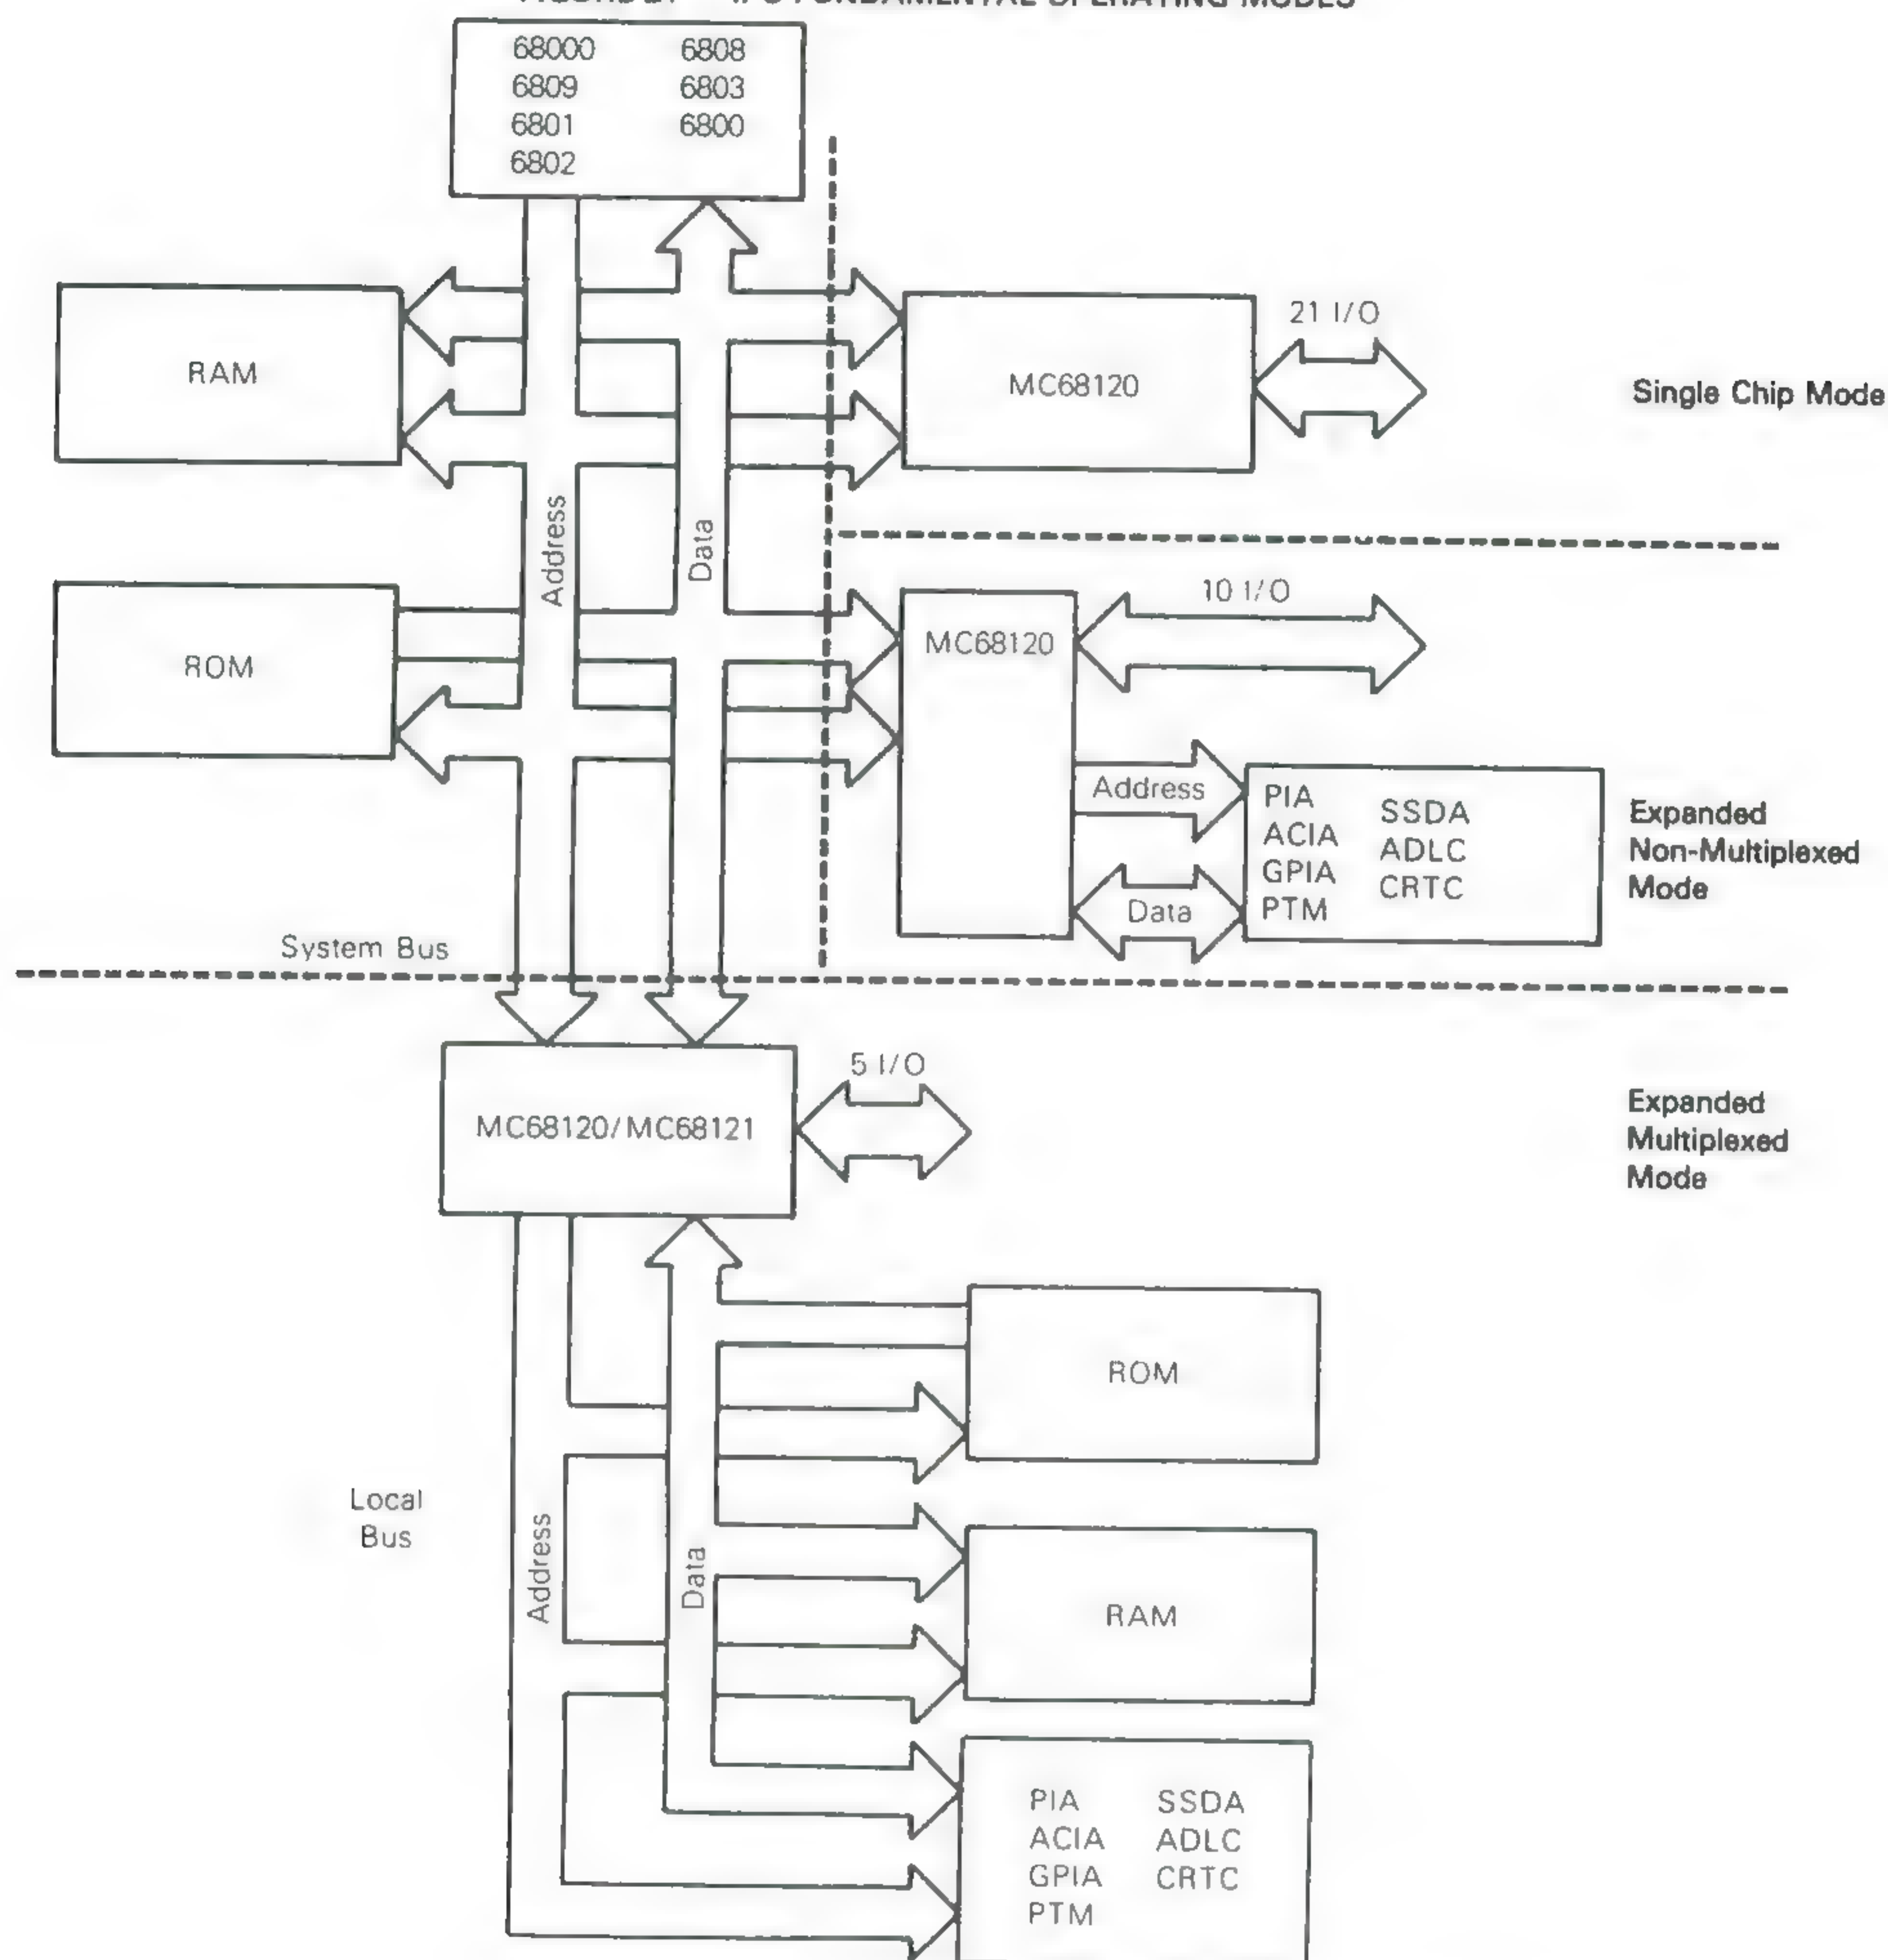 OPERATING MODES
68000 6808
6809 6803
6801 6800
6802
RAM
MC68120
21 I/O
Single Chip Mode
Address
Data
ROM
MC68120
10 I/O
Address
Data
PIA SSDA
ACIA ADLC
GPIA CRTC
PTM
Expanded
Non-Multiplexed
Mode
System Bus
MC68120/MC68121
5 I/O
Expanded
Multiplexed
Mode
ROM
Local
Bus
Address
Data
RAM
PIA SSDA
ACIA ADLC
GPIA CRTC
PTM